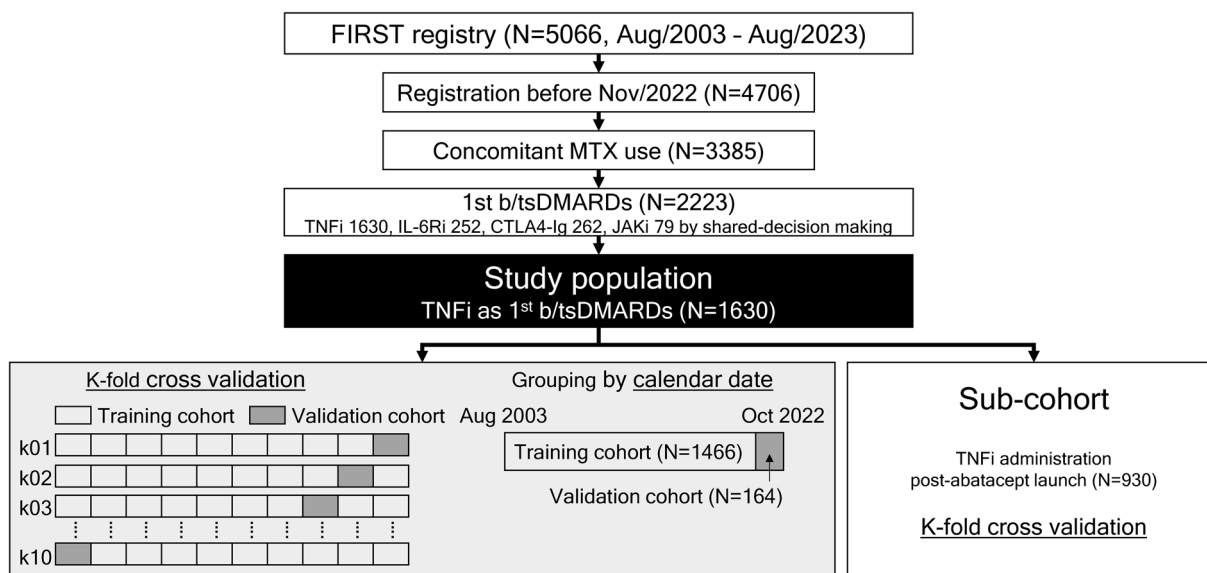 FIRST registry (N=5066, Aug/2003 - Aug/2023)
Registration before Nov/2022 (N=4706)
Concomitant MTX use (N=3385)
1st b/tsDMARDs (N=2223)
TNFi 1630, IL-6Ri 252, CTLA4-Ig 262, JAKi 79 by shared-decision making
Study population
TNFi as 1st b/tsDMARDs (N=1630)
K-fold cross validation
Training cohort
Validation cohort
k01
k02
k03
k10
Grouping by calendar date
Aug 2003
Oct 2022
Training cohort (N=1466)
Validation cohort (N=164)
Sub-cohort
TNFi administration
post-abatacept launch (N=930)
K-fold cross validation